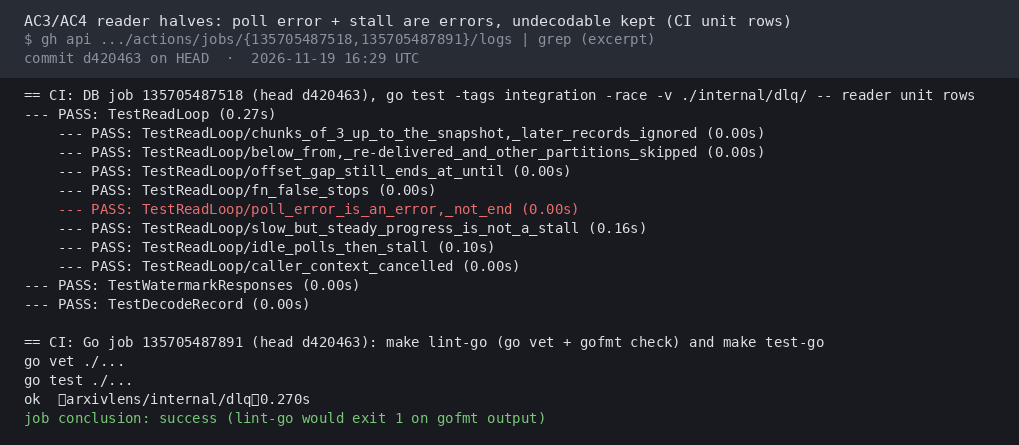 AC3/AC4 reader halves: poll error + stall are errors, undecodable kept (CI unit rows)
$ gh api .../actions/jobs/{135705487518,135705487891}/logs | grep (excerpt)
commit d420463 on HEAD · 2026-11-19 16:29 UTC
== CI: DB job 135705487518 (head d420463), go test -tags integration -race -v ./internal/dlq/ -- reader unit rows
--- PASS: TestReadLoop (0.27s)
--- PASS: TestReadLoop/chunks_of_3_up_to_the_snapshot,_later_records_ignored (0.00s)
--- PASS: TestReadLoop/below_from,_re-delivered_and_other_partitions_skipped (0.00s)
--- PASS: TestReadLoop/offset_gap_still_ends_at_until (0.00s)
--- PASS: TestReadLoop/fn_false_stops (0.00s)
--- PASS: TestReadLoop/poll_error_is_an_error,_not_end (0.00s)
--- PASS: TestReadLoop/slow_but_steady_progress_is_not_a_stall (0.16s)
--- PASS: TestReadLoop/idle_polls_then_stall (0.10s)
--- PASS: TestReadLoop/caller_context_cancelled (0.00s)
--- PASS: TestWatermarkResponses (0.00s)
--- PASS: TestDecodeRecord (0.00s)
== CI: Go job 135705487891 (head d420463): make lint-go (go vet + gofmt check) and make test-go
go vet ./...
go test ./...
ok  arxivlens/internal/dlq 0.270s
job conclusion: success (lint-go would exit 1 on gofmt output)